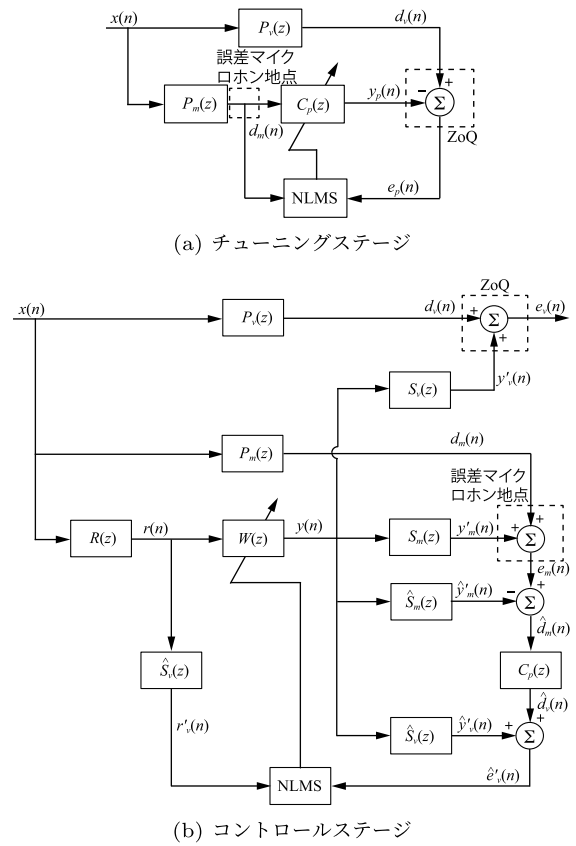 x(n)
P_v(z)
d_v(n)
誤差マイク
ロホン地点
P_m(z)
d_m(n)
C_p(z)
y_p(n)
−
+
Σ
ZoQ
NLMS
e_p(n)
(a) チューニングステージ
ZoQ
x(n)
P_v(z)
d_v(n)
+
Σ
+
e_v(n)
S_v(z)
y'_v(n)
P_m(z)
d_m(n)
誤差マイク
ロホン地点
R(z)
r(n)
W(z)
y(n)
S_m(z)
y'_m(n)
+
+
Σ
e_m(n)
Ŝ_m(z)
ŷ'_m(n)
−
+
Σ
d̂_m(n)
Ŝ_v(z)
C_p(z)
d̂_v(n)
r'_v(n)
Ŝ_v(z)
ŷ'_v(n)
+
+
Σ
NLMS
ê'_v(n)
(b) コントロールステージ